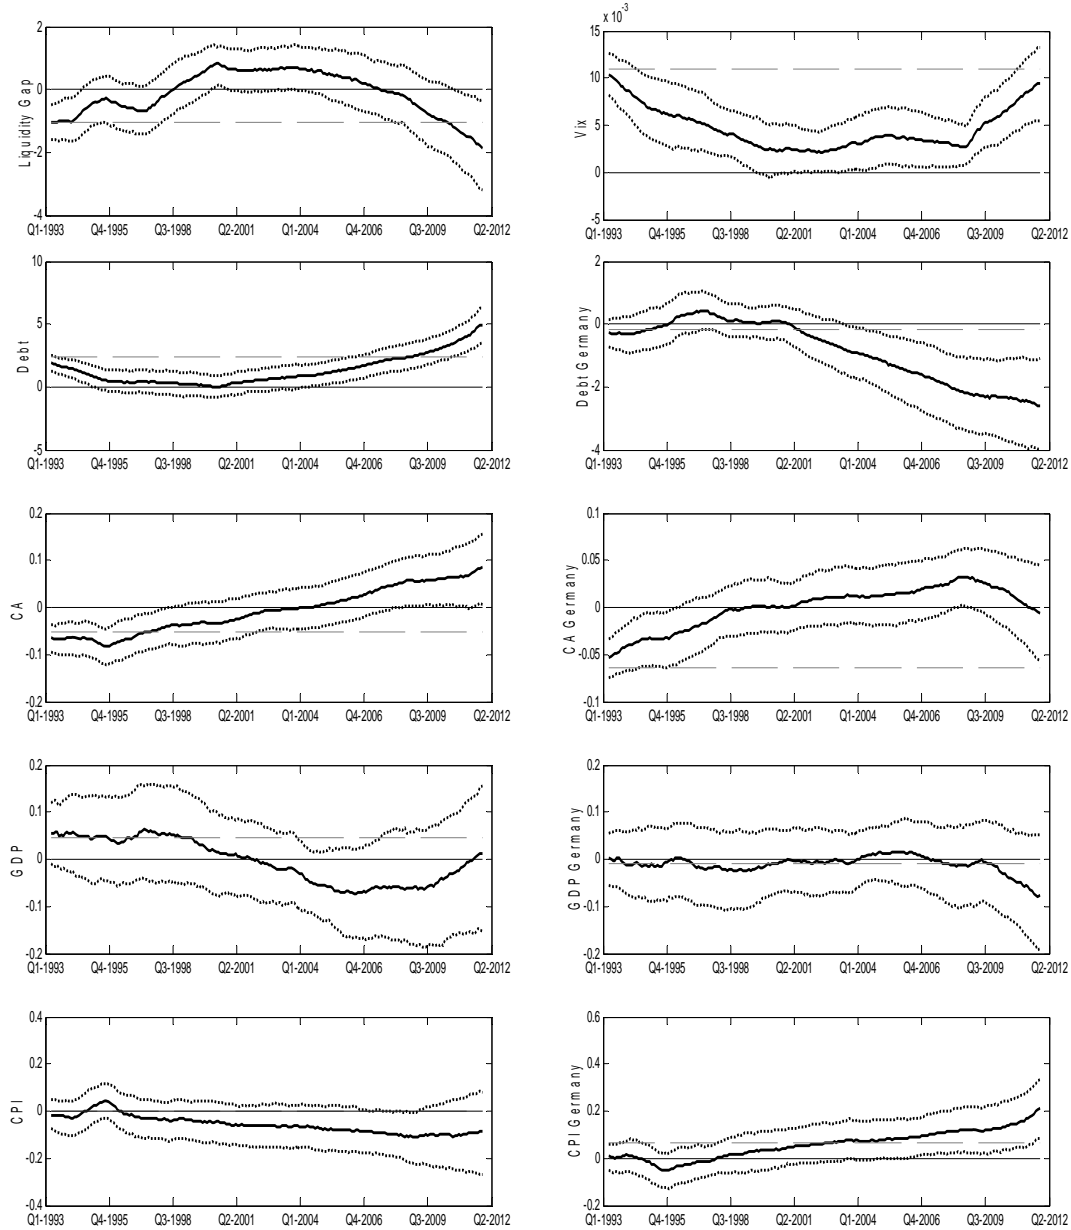 2
0
-2
-4
Liquidity Gap
Q1-1993 Q4-1995 Q3-1998 Q2-2001 Q1-2004 Q4-2006 Q3-2009 Q2-2012
x 10⁻³
15
10
5
0
-5
Vix
Q1-1993 Q4-1995 Q3-1998 Q2-2001 Q1-2004 Q4-2006 Q3-2009 Q2-2012
10
5
0
-5
Debt
Q1-1993 Q4-1995 Q3-1998 Q2-2001 Q1-2004 Q4-2006 Q3-2009 Q2-2012
2
0
-2
-4
Debt Germany
Q1-1993 Q4-1995 Q3-1998 Q2-2001 Q1-2004 Q4-2006 Q3-2009 Q2-2012
0.2
0.1
0
-0.1
-0.2
CA
Q1-1993 Q4-1995 Q3-1998 Q2-2001 Q1-2004 Q4-2006 Q3-2009 Q2-2012
0.1
0.05
0
-0.05
-0.1
CA Germany
Q1-1993 Q4-1995 Q3-1998 Q2-2001 Q1-2004 Q4-2006 Q3-2009 Q2-2012
0.2
0.1
0
-0.1
-0.2
GDP
Q1-1993 Q4-1995 Q3-1998 Q2-2001 Q1-2004 Q4-2006 Q3-2009 Q2-2012
0.2
0.1
0
-0.1
-0.2
GDP Germany
Q1-1993 Q4-1995 Q3-1998 Q2-2001 Q1-2004 Q4-2006 Q3-2009 Q2-2012
0.4
0.2
0
-0.2
-0.4
CPI
Q1-1993 Q4-1995 Q3-1998 Q2-2001 Q1-2004 Q4-2006 Q3-2009 Q2-2012
0.6
0.4
0.2
0
-0.2
CPI Germany
Q1-1993 Q4-1995 Q3-1998 Q2-2001 Q1-2004 Q4-2006 Q3-2009 Q2-2012